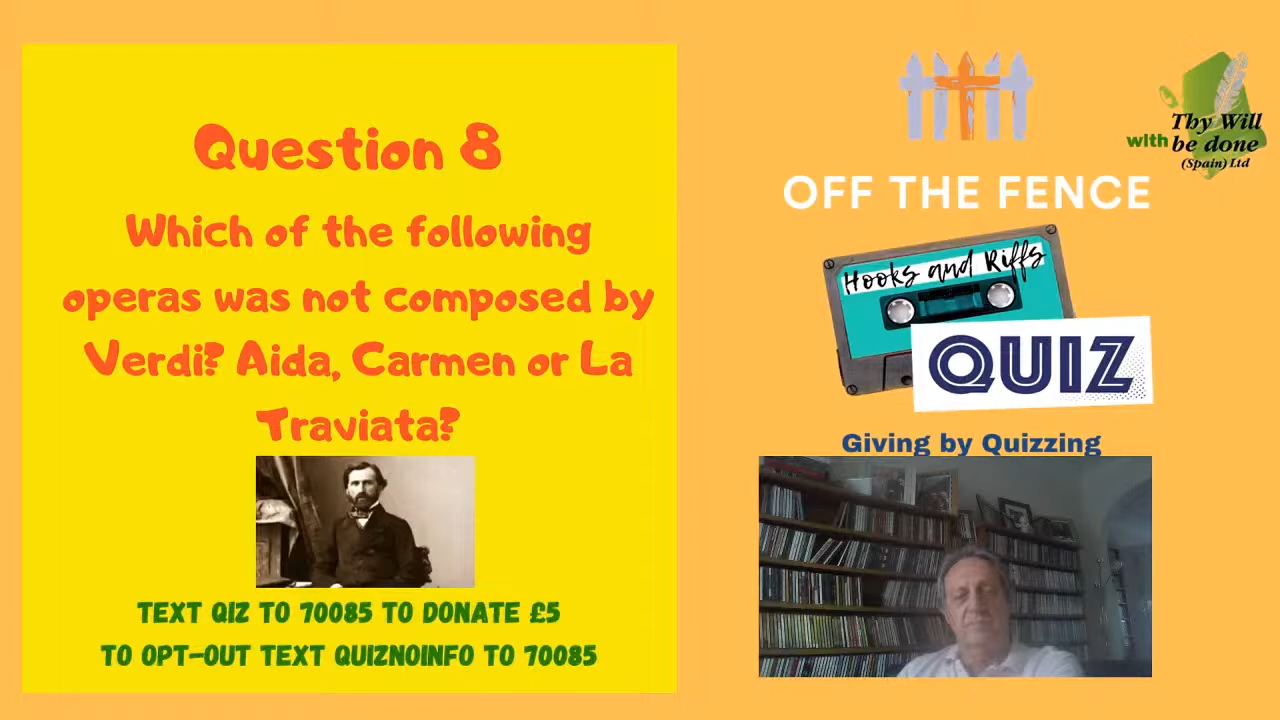 Question 8
Which of the following
operas was not composed by
Verdi? Aida, Carmen or La
Traviata?
TEXT QIZ TO 70085 TO DONATE £5
TO OPT-OUT TEXT QUIZNOINFO TO 70085
with Thy Will
be done
(Spain) Ltd
OFF THE FENCE
Hooks and Riffs
QUIZ
Giving by Quizzing